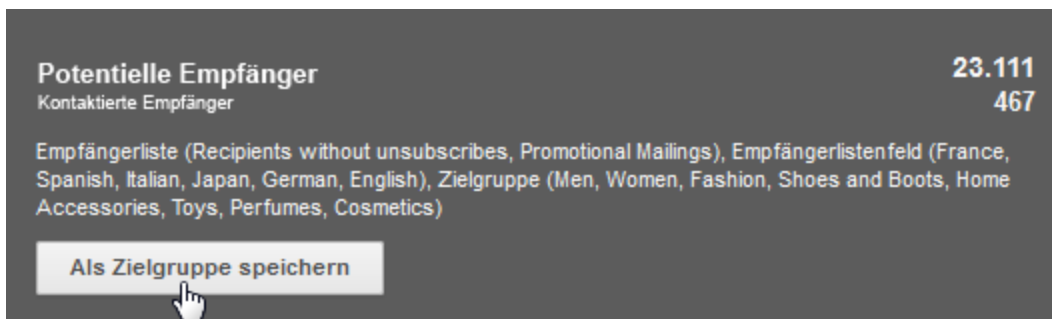 Potentielle Empfänger 23.111
Kontaktierte Empfänger 467
Empfängerliste (Recipients without unsubscribes, Promotional Mailings), Empfängerlistenfeld (France,
Spanish, Italian, Japan, German, English), Zielgruppe (Men, Women, Fashion, Shoes and Boots, Home
Accessories, Toys, Perfumes, Cosmetics)
Als Zielgruppe speichern